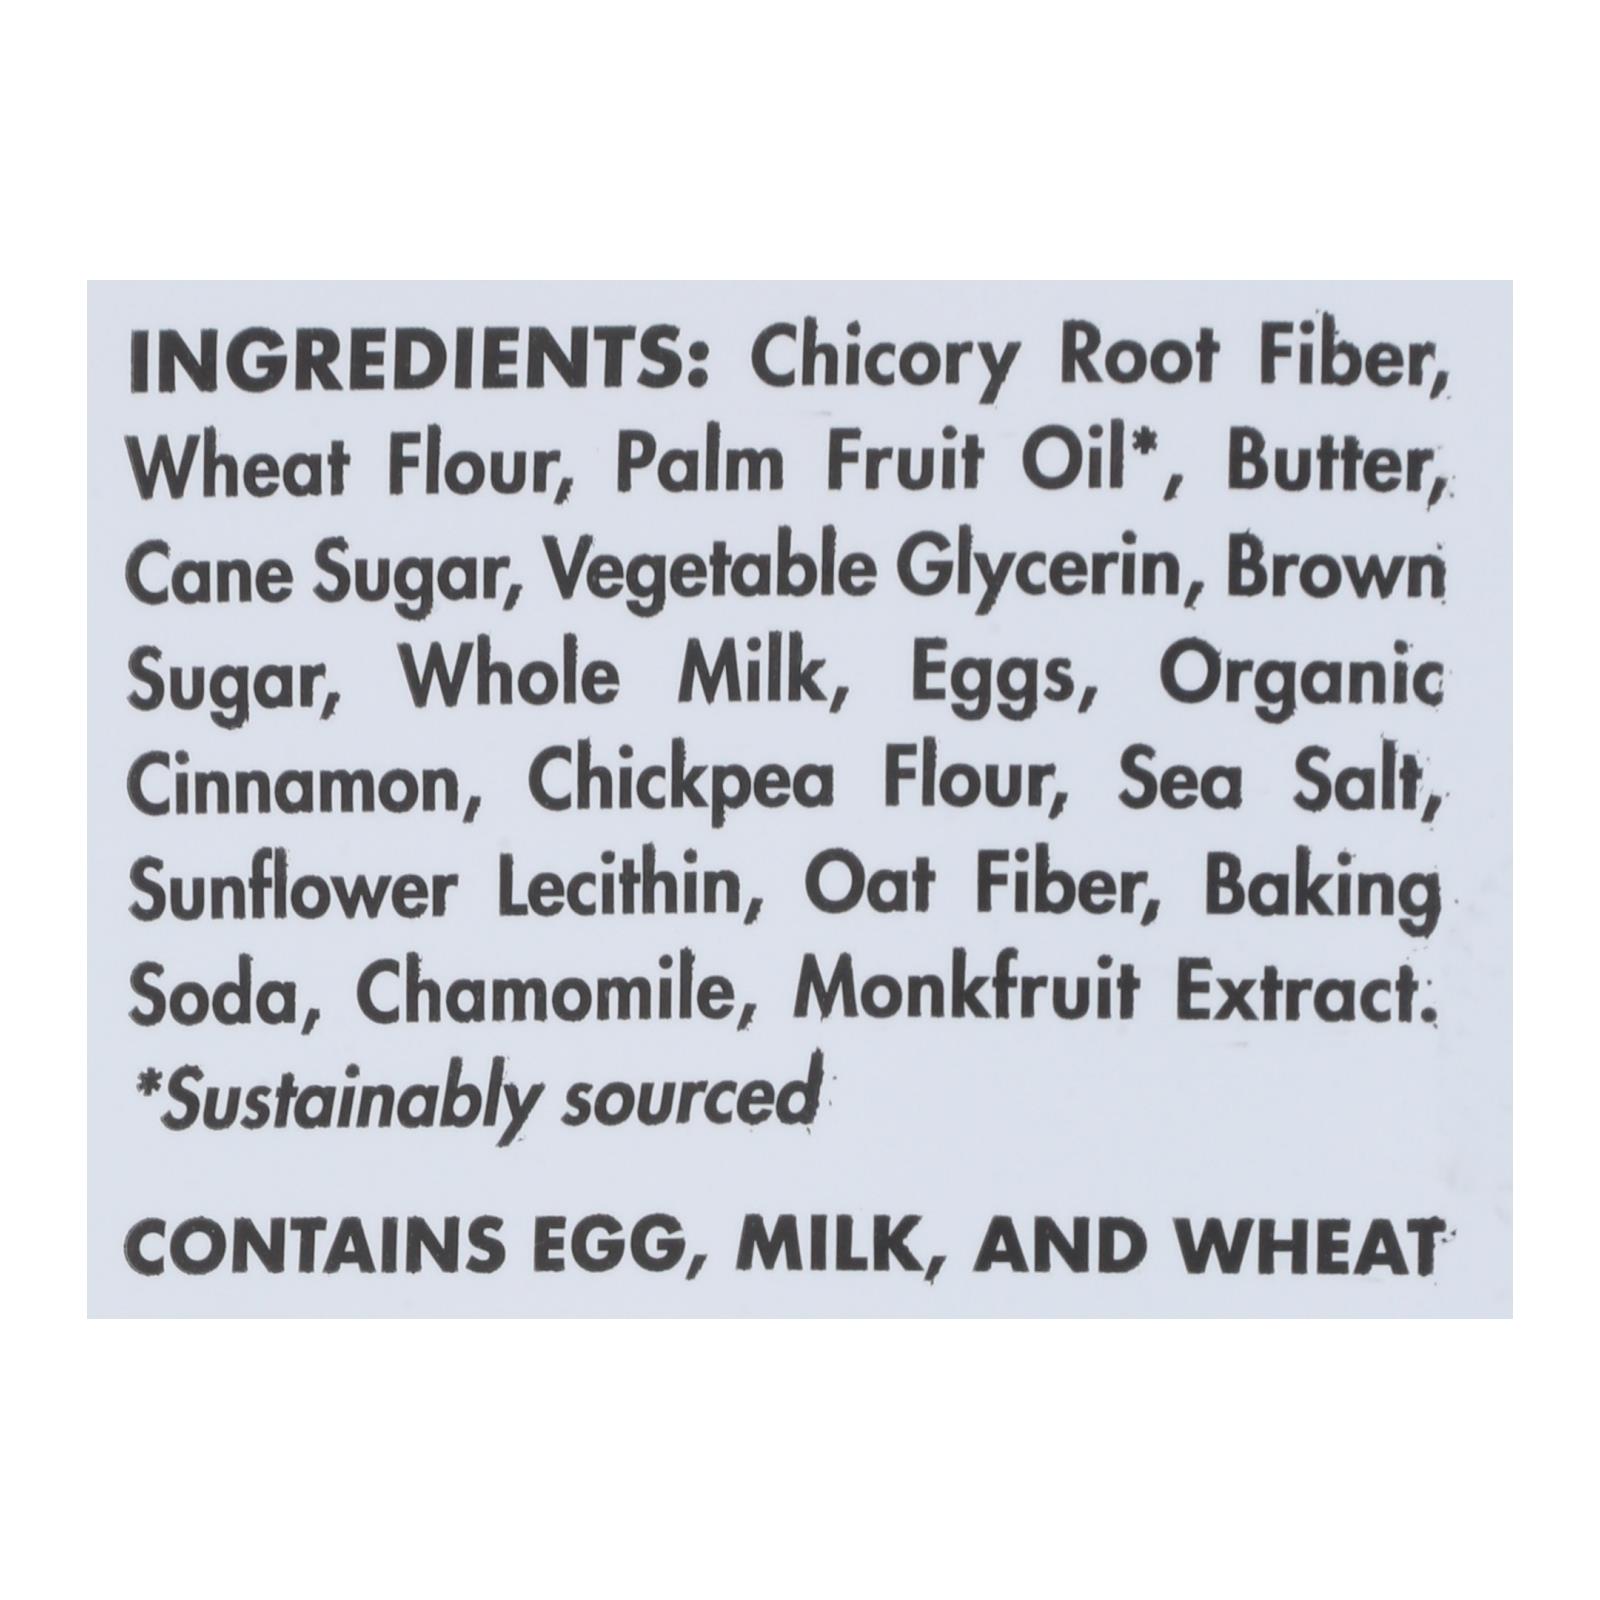 INGREDIENTS: Chicory Root Fiber,
Wheat Flour, Palm Fruit Oil*, Butter,
Cane Sugar, Vegetable Glycerin, Brown
Sugar, Whole Milk, Eggs, Organic
Cinnamon, Chickpea Flour, Sea Salt,
Sunflower Lecithin, Oat Fiber, Baking
Soda, Chamomile, Monkfruit Extract.
*Sustainably sourced
CONTAINS EGG, MILK, AND WHEAT